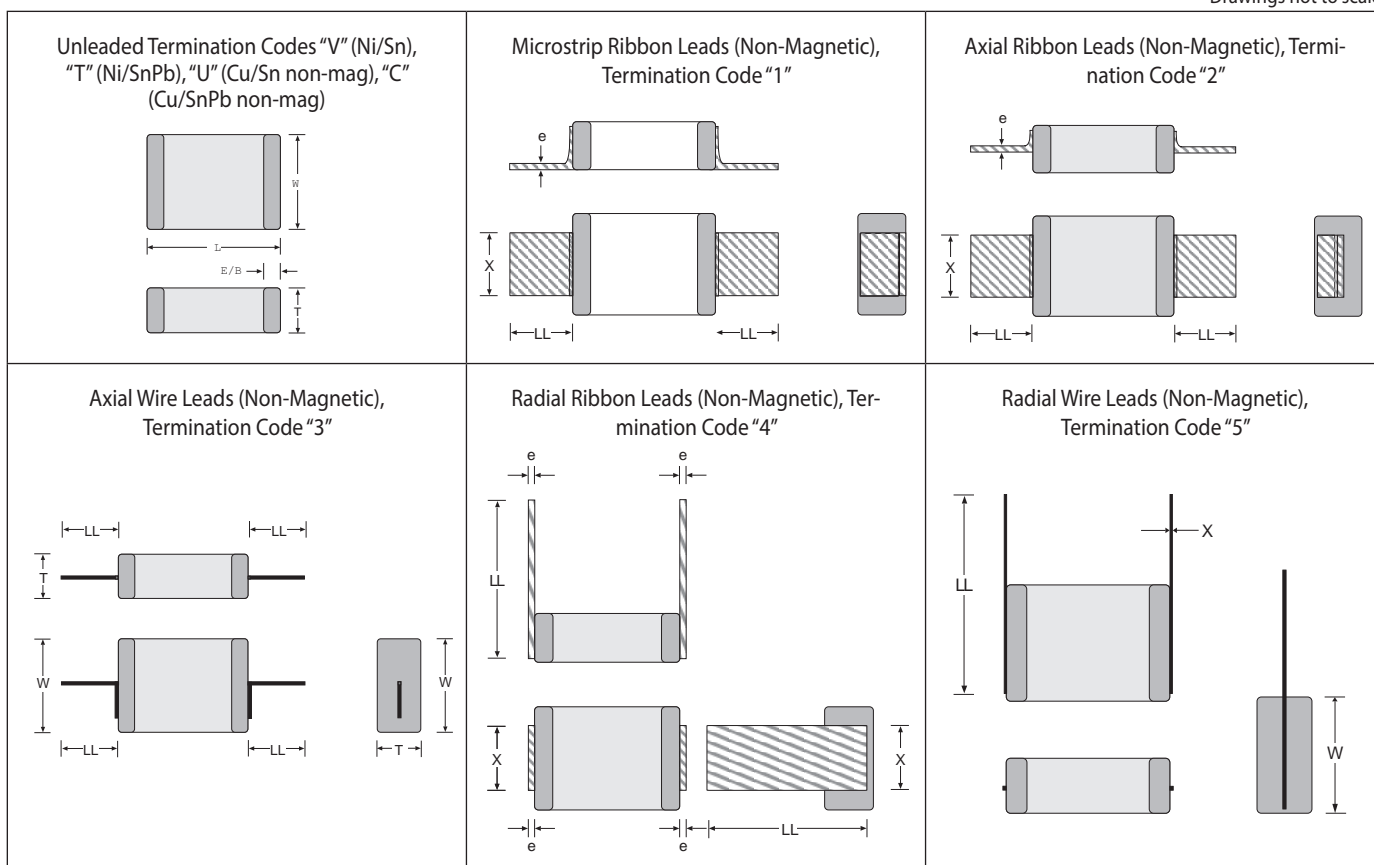 Drawings not to scale
Unleaded Termination Codes “V” (Ni/Sn),
“T” (Ni/SnPb), “U” (Cu/Sn non-mag), “C”
(Cu/SnPb non-mag)
W
L
E/B
T
Microstrip Ribbon Leads (Non-Magnetic),
Termination Code “1”
e
X
LL
LL
Axial Ribbon Leads (Non-Magnetic), Termi-
nation Code “2”
e
X
LL
LL
Axial Wire Leads (Non-Magnetic),
Termination Code “3”
LL
LL
T
W
W
LL
LL
T
Radial Ribbon Leads (Non-Magnetic), Ter-
mination Code “4”
e
e
LL
X
X
LL
e
e
Radial Wire Leads (Non-Magnetic),
Termination Code “5”
X
LL
W